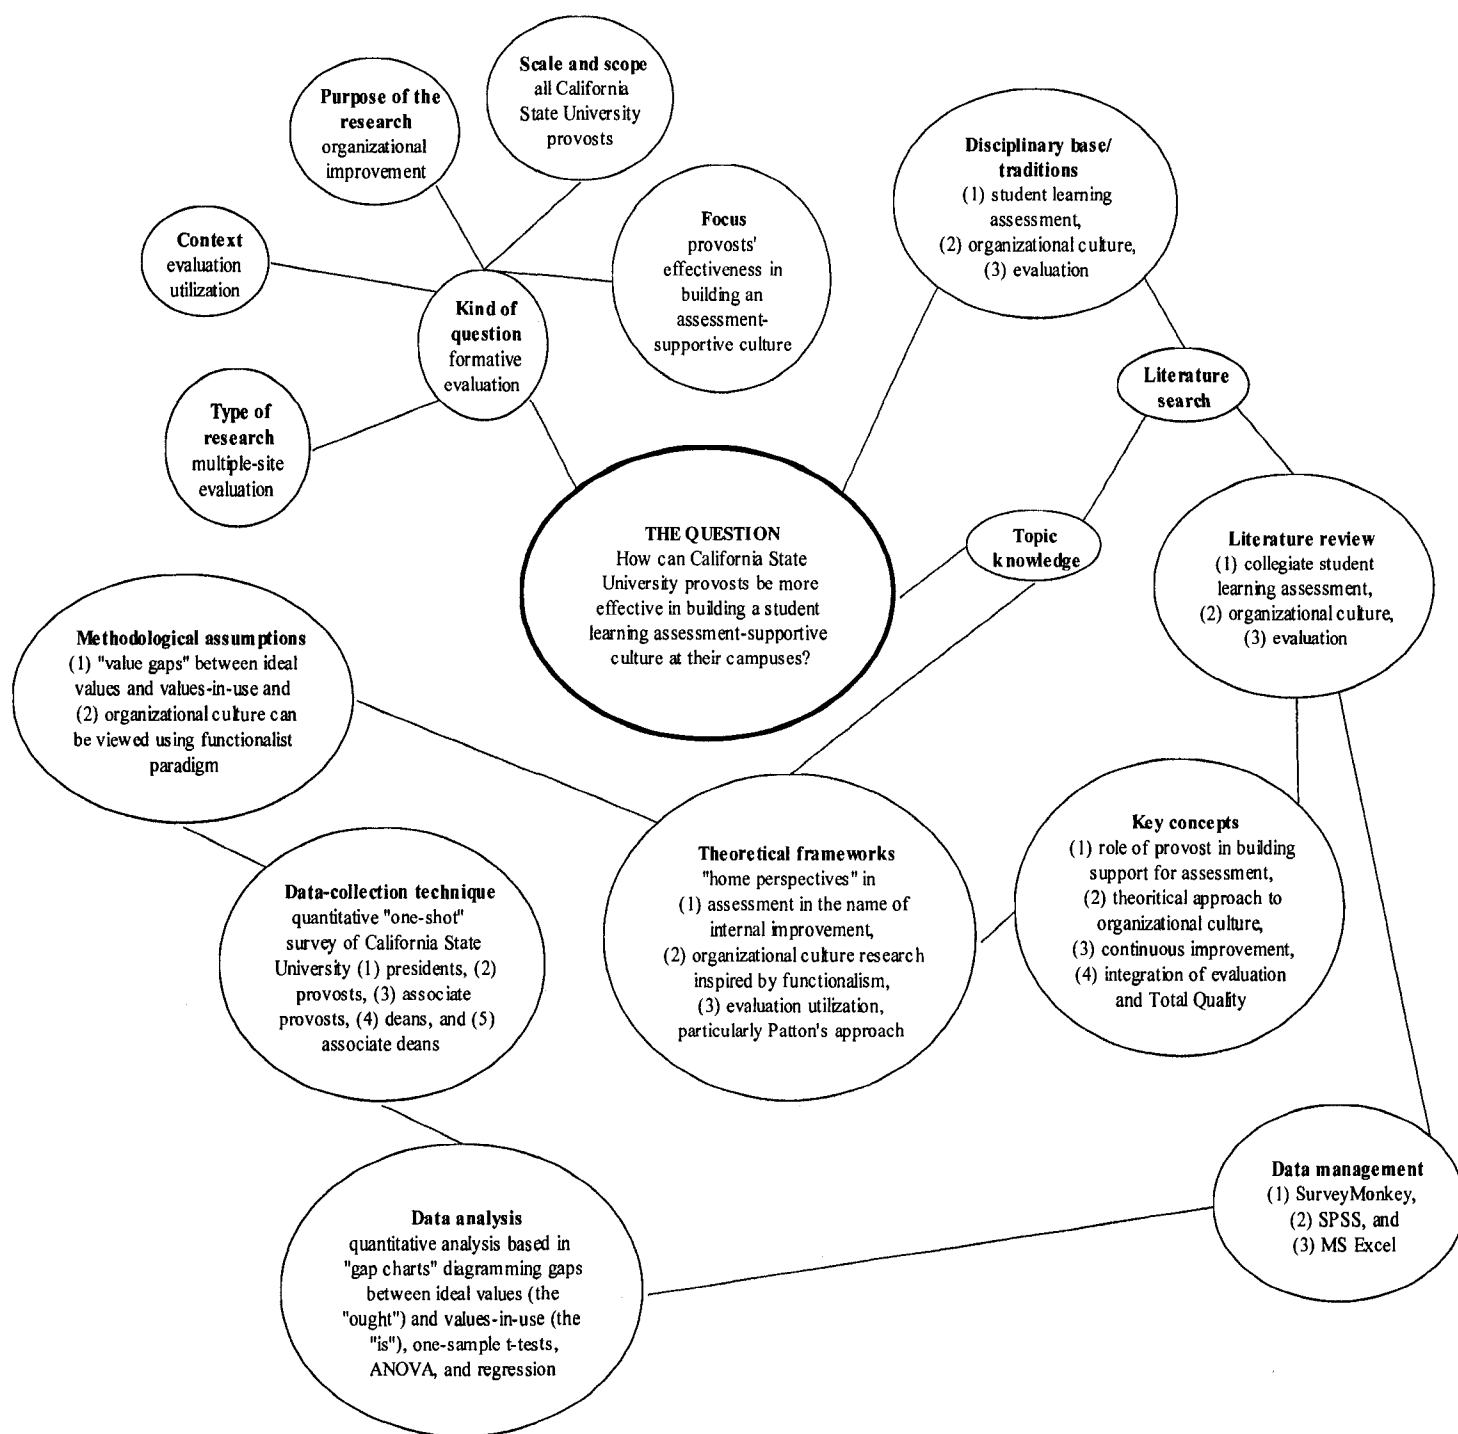 Scale and scope
all California
State University
provosts
Purpose of the
research
organizational
improvement
Disciplinary base/
traditions
(1) student learning
assessment,
(2) organizational culture,
(3) evaluation
Focus
provosts'
effectiveness in
building an
assessment-
supportive culture
Context
evaluation
utilization
Kind of
question
formative
evaluation
Literature
search
Type of
research
multiple-site
evaluation
THE QUESTION
How can California State
University provosts be more
effective in building a student
learning assessment-supportive
culture at their campuses?
Topic
knowledge
Literature review
(1) collegiate student
learning assessment,
(2) organizational culture,
(3) evaluation
Methodological assumptions
(1) "value gaps" between ideal
values and values-in-use and
(2) organizational culture can
be viewed using functionalist
paradigm
Key concepts
(1) role of provost in building
support for assessment,
(2) theoritical approach to
organizational culture,
(3) continuous improvement,
(4) integration of evaluation
and Total Quality
Theoretical frameworks
"home perspectives" in
(1) assessment in the name of
internal improvement,
(2) organizational culture research
inspired by functionalism,
(3) evaluation utilization,
particularly Patton's approach
Data-collection technique
quantitative "one-shot"
survey of California State
University (1) presidents, (2)
provosts, (3) associate
provosts, (4) deans, and (5)
associate deans
Data management
(1) SurveyMonkey,
(2) SPSS, and
(3) MS Excel
Data analysis
quantitative analysis based in
"gap charts" diagramming gaps
between ideal values (the
"ought") and values-in-use (the
"is"), one-sample t-tests,
ANOVA, and regression